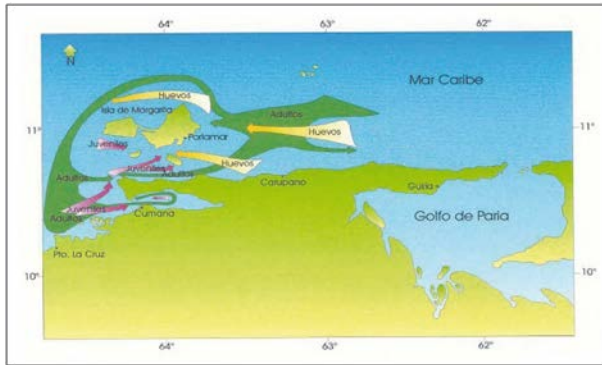 64°
63°
62°
N
Mar Caribe
Huevos
Isla de Margarita
Adultos
11°
11°
Huevos
Porlamar
Juveniles
Huevos
Juveniles
Adultos
Adultos
Carupano
Guiria
Juveniles
Adultos
Cumana
Golfo de Paria
Pto. La Cruz
10°
10°
64°
63°
62°